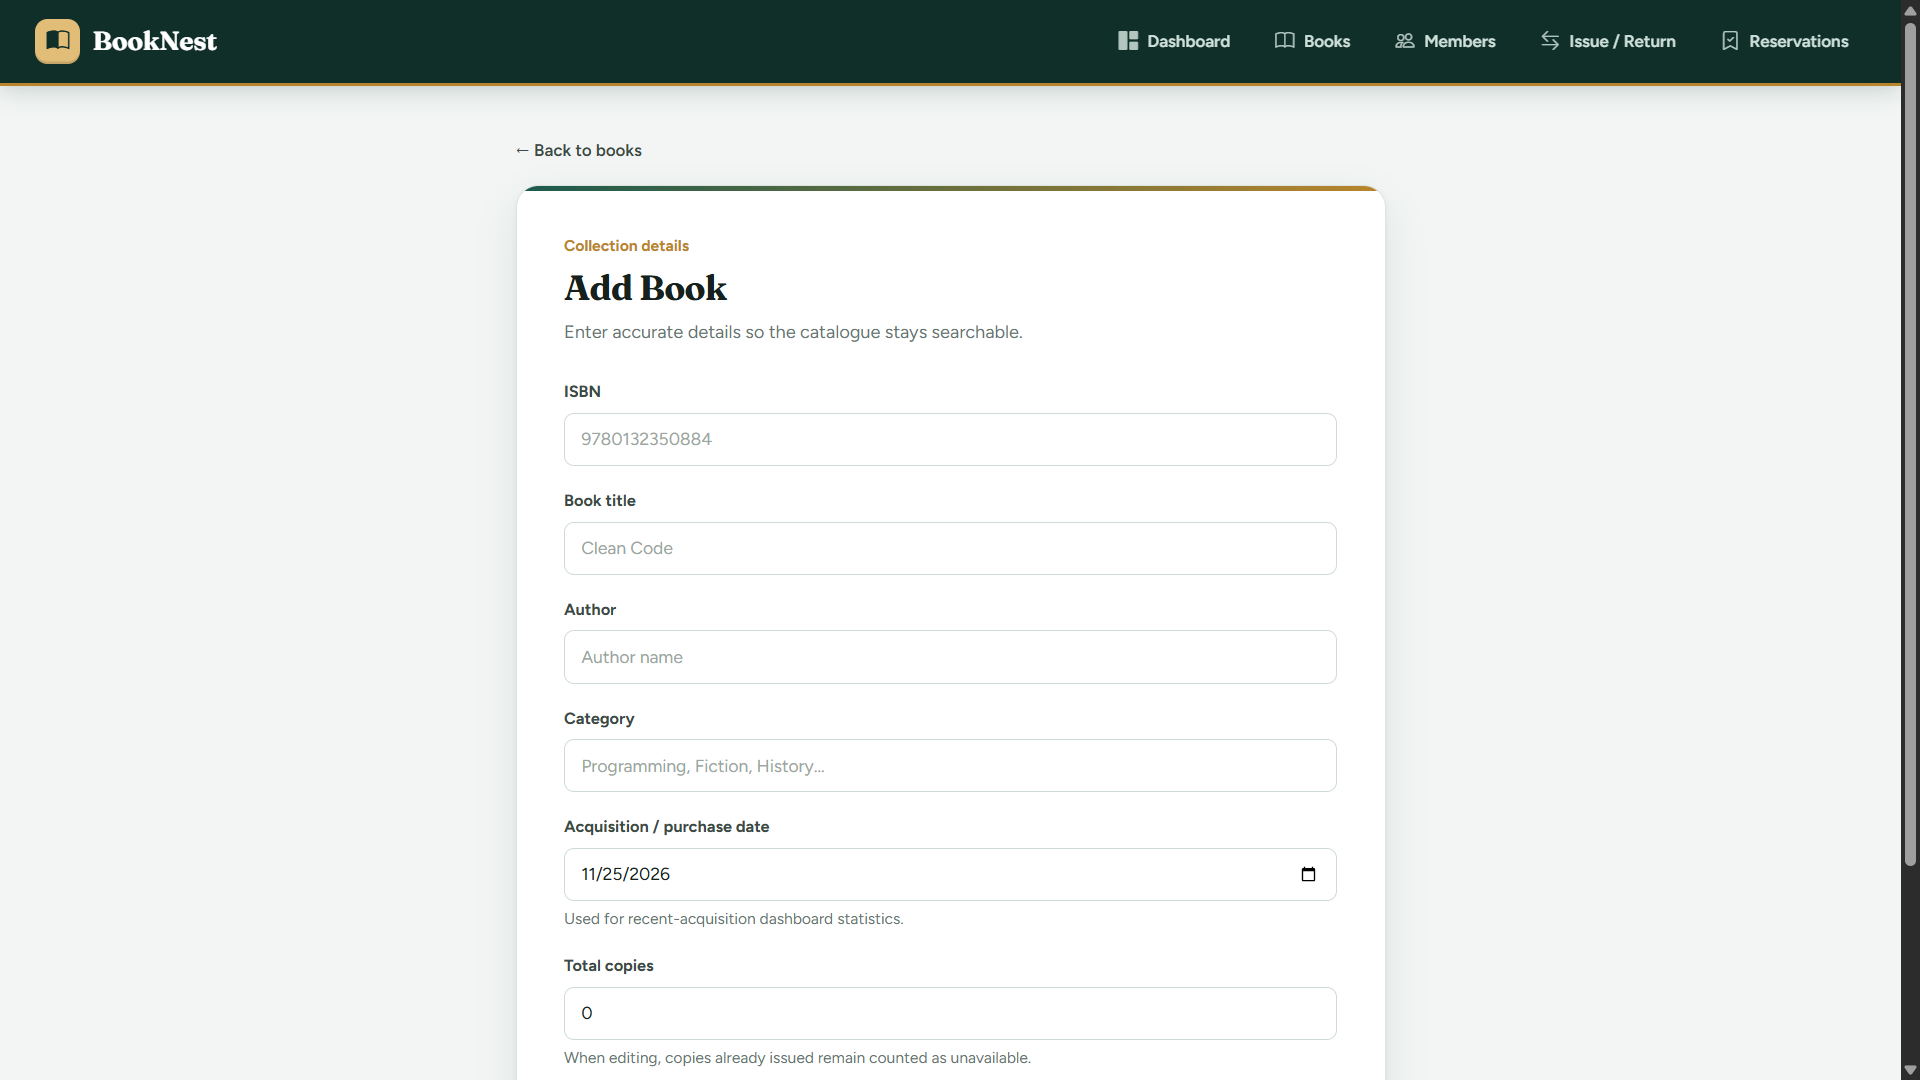 BookNest
Dashboard
Books
Members
Issue / Return
Reservations
← Back to books
Collection details
Add Book
Enter accurate details so the catalogue stays searchable.
ISBN
9780132350884
Book title
Clean Code
Author
Author name
Category
Programming, Fiction, History...
Acquisition / purchase date
11/25/2026
Used for recent-acquisition dashboard statistics.
Total copies
0
When editing, copies already issued remain counted as unavailable.